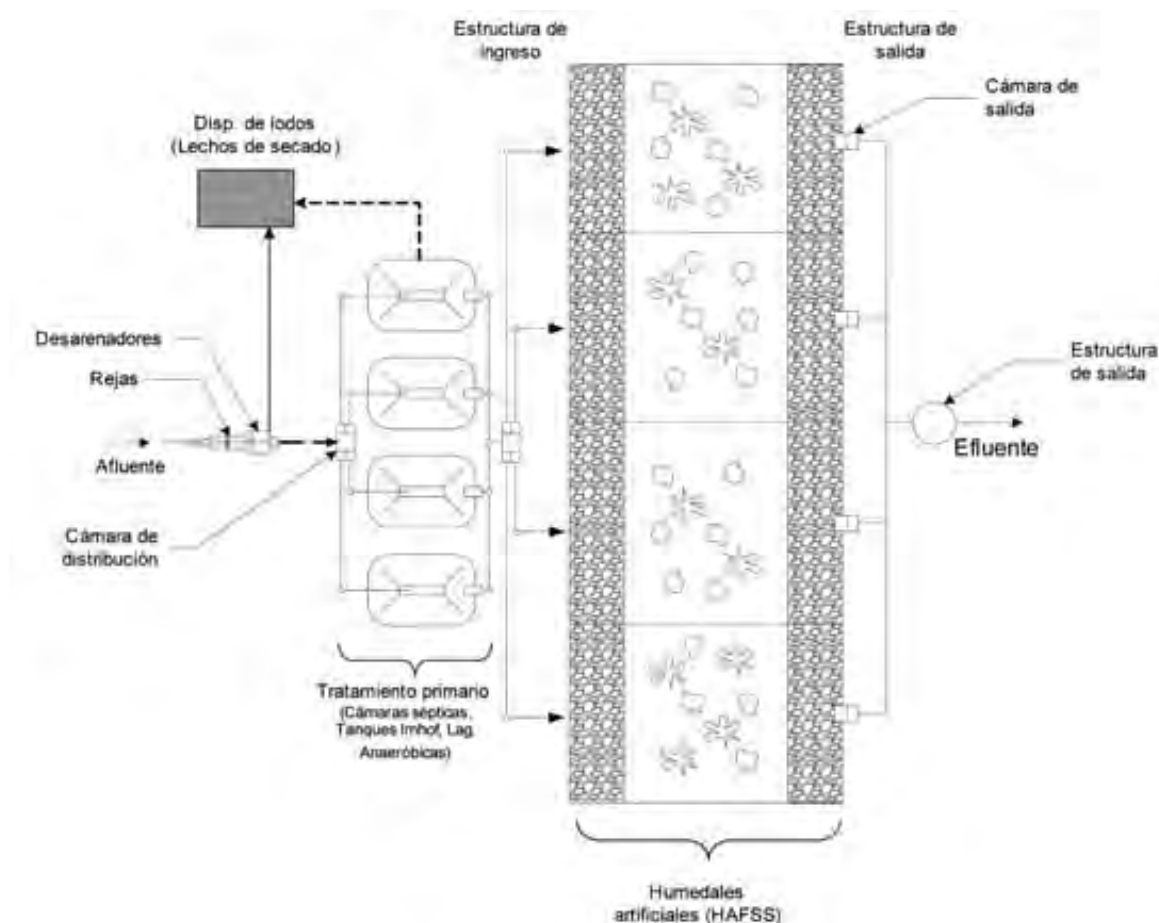 Estructura de
ingreso
Estructura de
salida
Cámara de
salida
Disp. de lodos
(Lechos de secado)
Desarenadores
Rejas
Afluente
Cámara de
distribución
Estructura
de salida
Efluente
Tratamiento primario
(Cámaras sépticas,
Tanques Imhof, Lag.
Anaeróbicas)
Humedales
artificiales (HAFSS)